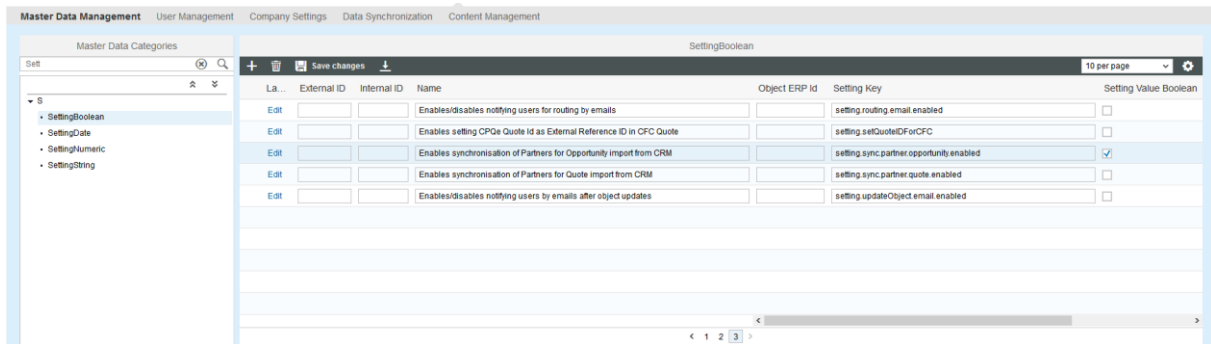 Master Data Management User Management Company Settings Data Synchronization Content Management
Master Data Categories
Sett
S
SettingBoolean
SettingDate
SettingNumeric
SettingString
SettingBoolean
Save changes 10 per page
La... External ID Internal ID Name Object ERP Id Setting Key Setting Value Boolean
Edit Enables/disables notifying users for routing by emails setting.routing.email.enabled
Edit Enables setting CPQe Quote Id as External Reference ID in CFC Quote setting.setQuoteIDForCFC
Edit Enables synchronisation of Partners for Opportunity import from CRM setting.sync.partner.opportunity.enabled
Edit Enables synchronisation of Partners for Quote import from CRM setting.sync.partner.quote.enabled
Edit Enables/disables notifying users by emails after object updates setting.updateObject.email.enabled
1 2 3